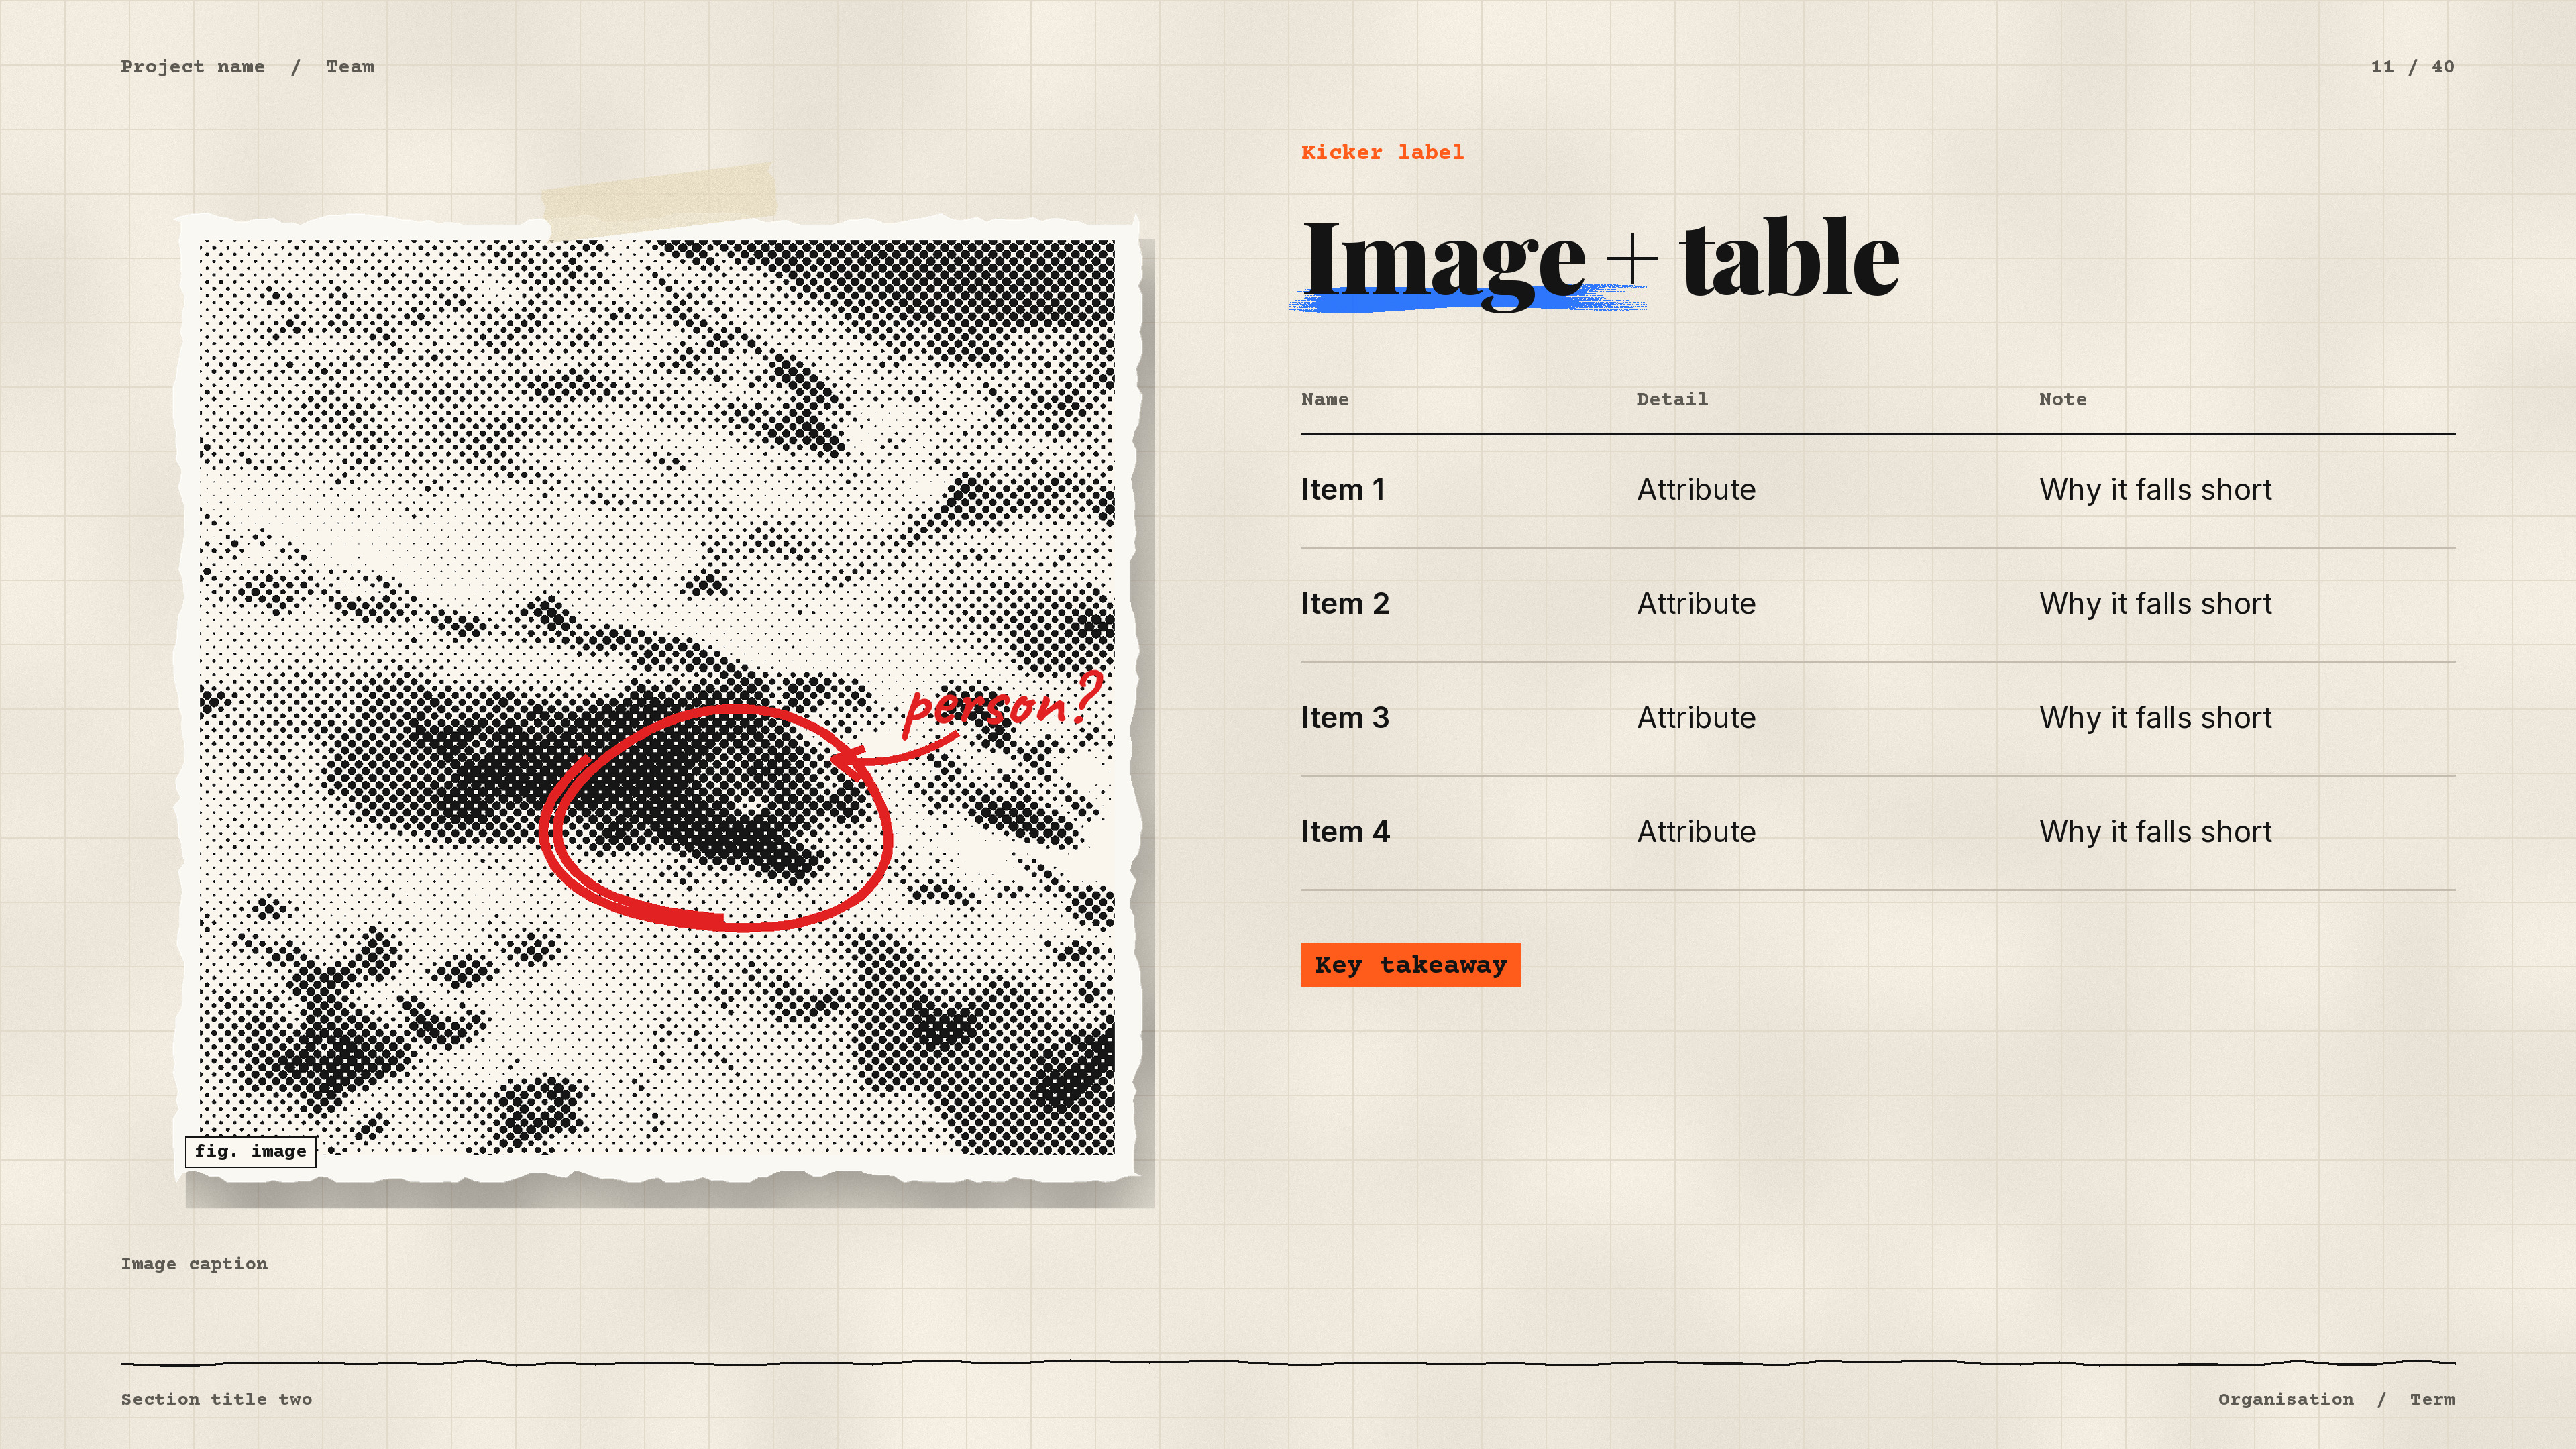 Project name / Team
11 / 40
Kicker label
Image + table
Name Detail Note
Item 1 Attribute Why it falls short
Item 2 Attribute Why it falls short
Item 3 Attribute Why it falls short
Item 4 Attribute Why it falls short
Key takeaway
person?
fig. image
Image caption
Section title two
Organisation / Term